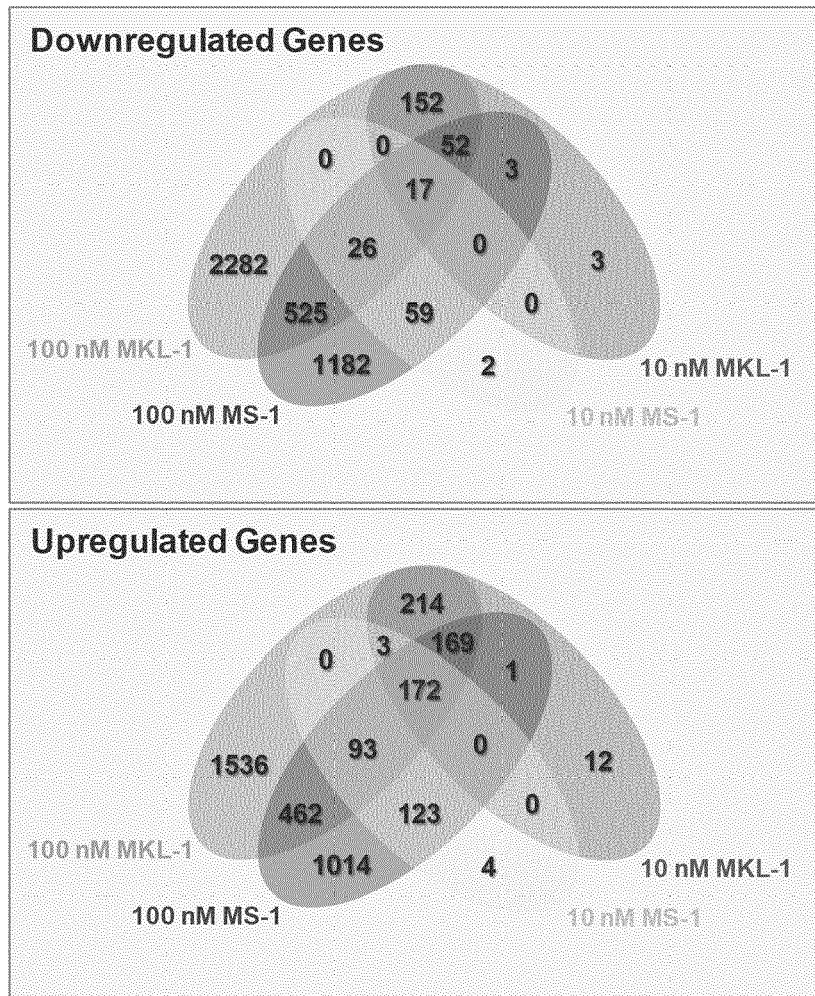 Downregulated Genes
152
0 0 52 3
17
2282 26 0 3
525 59 0
100 nM MKL-1
1182 2 10 nM MKL-1
100 nM MS-1 10 nM MS-1
Upregulated Genes
214
0 3 169 1
172
1536 93 0 12
462 123 0
100 nM MKL-1
1014 4 10 nM MKL-1
100 nM MS-1 10 nM MS-1